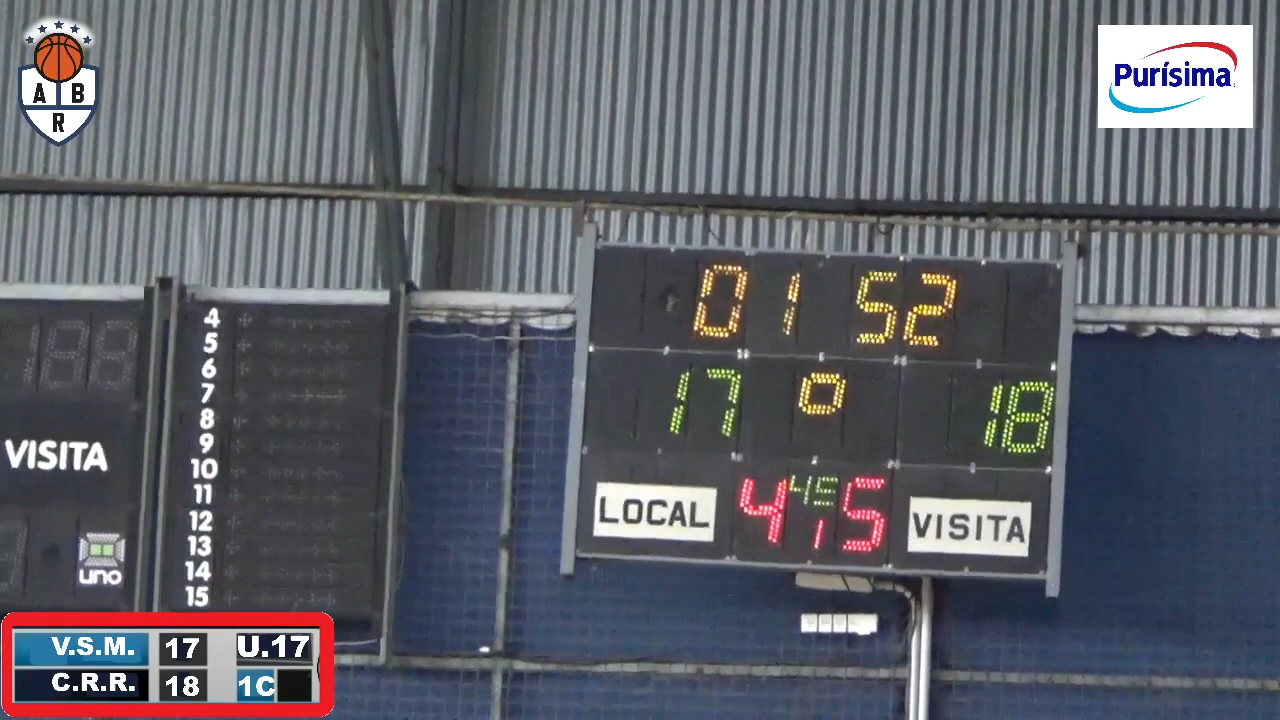 A B
R
Purísima
01 52
17 0 18
LOCAL
4 45 5
1
VISITA
188
VISITA
uno
4
5
6
7
8
9
10
11
12
13
14
15
V.S.M. 17 U.17
C.R.R. 18 1C